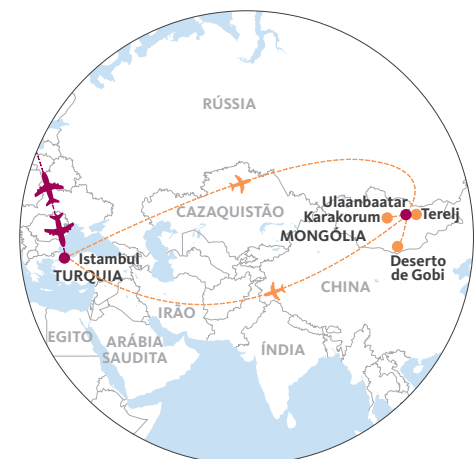 RÚSSIA
Ulaanbaatar
CAZAQUISTÃO
Karakorum
Terelj
MONGÓLIA
Istambul
TURQUIA
Deserto
de Gobi
CHINA
IRÃO
EGITO
ARÁBIA
SAUDITA
ÍNDIA